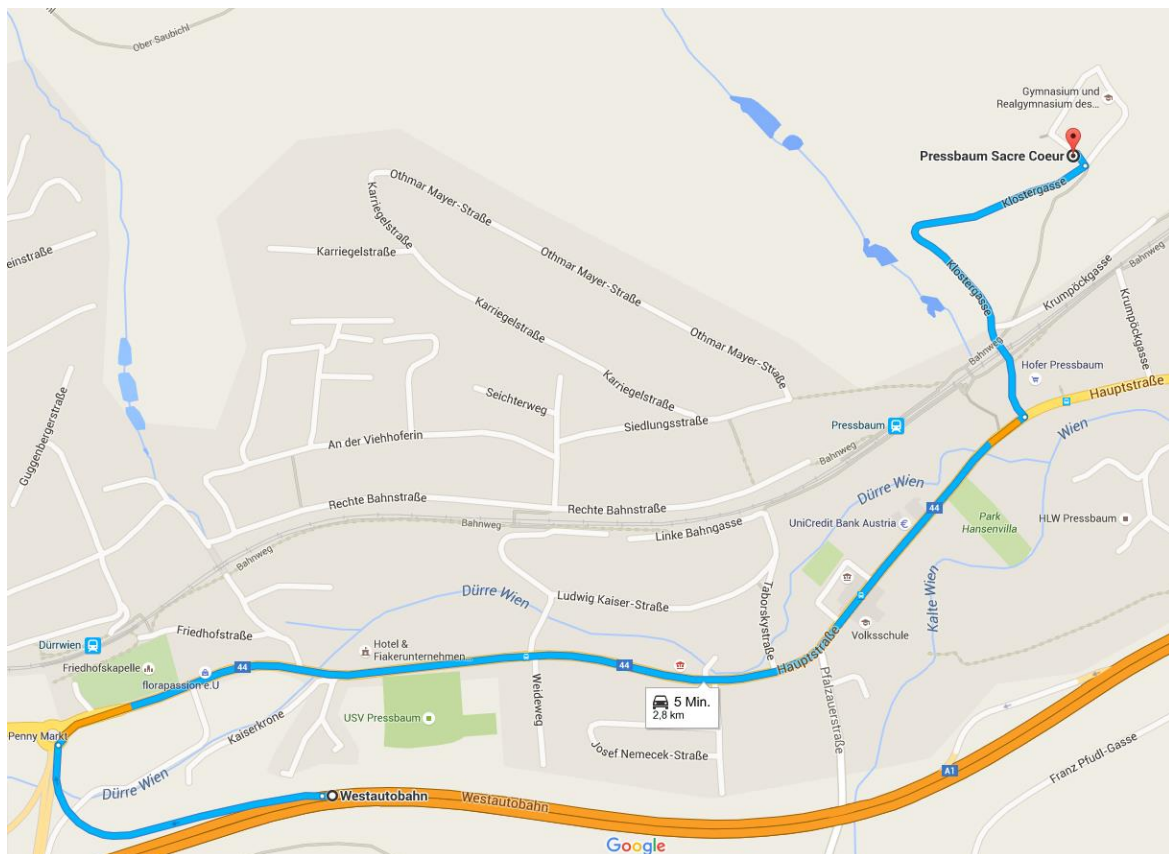 Ober Saubichl
Gymnasium und
Realgymnasium des...
Pressbaum Sacre Coeur
Klostergasse
Othmar Mayer-Straße
Karriegelstraße
Karriegelstraße
Othmar Mayer-Straße
einstraße
Klostergasse
Krumpöckgasse
Bahnweg
Krumpöckgasse
Karriegelstraße
Othmar Mayer-Straße
Bahnweg
Hofer Pressbaum
Hauptstraße
Guggenbergerstraße
Seichterweg
Karriegelstraße
Siedlungsstraße
Pressbaum
Wien
An der Viehhoferin
Bahnweg
Dürre Wien
Rechte Bahnstraße
Rechte Bahnstraße
44
Park
Hansenvilla
HLW Pressbaum
UniCredit Bank Austria
Bahnweg
Linke Bahngasse
Bahnweg
Dürre Wien
Ludwig Kaiser-Straße
Taborskystraße
Kalte Wien
Volksschule
Friedhofstraße
Dürrwien
Hotel &
Fiakerunternehmen
Friedhofskapelle
44
44
Hauptstraße
florapassion e.U
Weideweg
5 Min.
2,8 km
Pfalzauerstraße
USV Pressbaum
Kaiserkrone
Penny Markt
Josef Nemecek-Straße
A1
Franz Pfudl-Gasse
Dürre Wien
Westautobahn
Westautobahn
Google